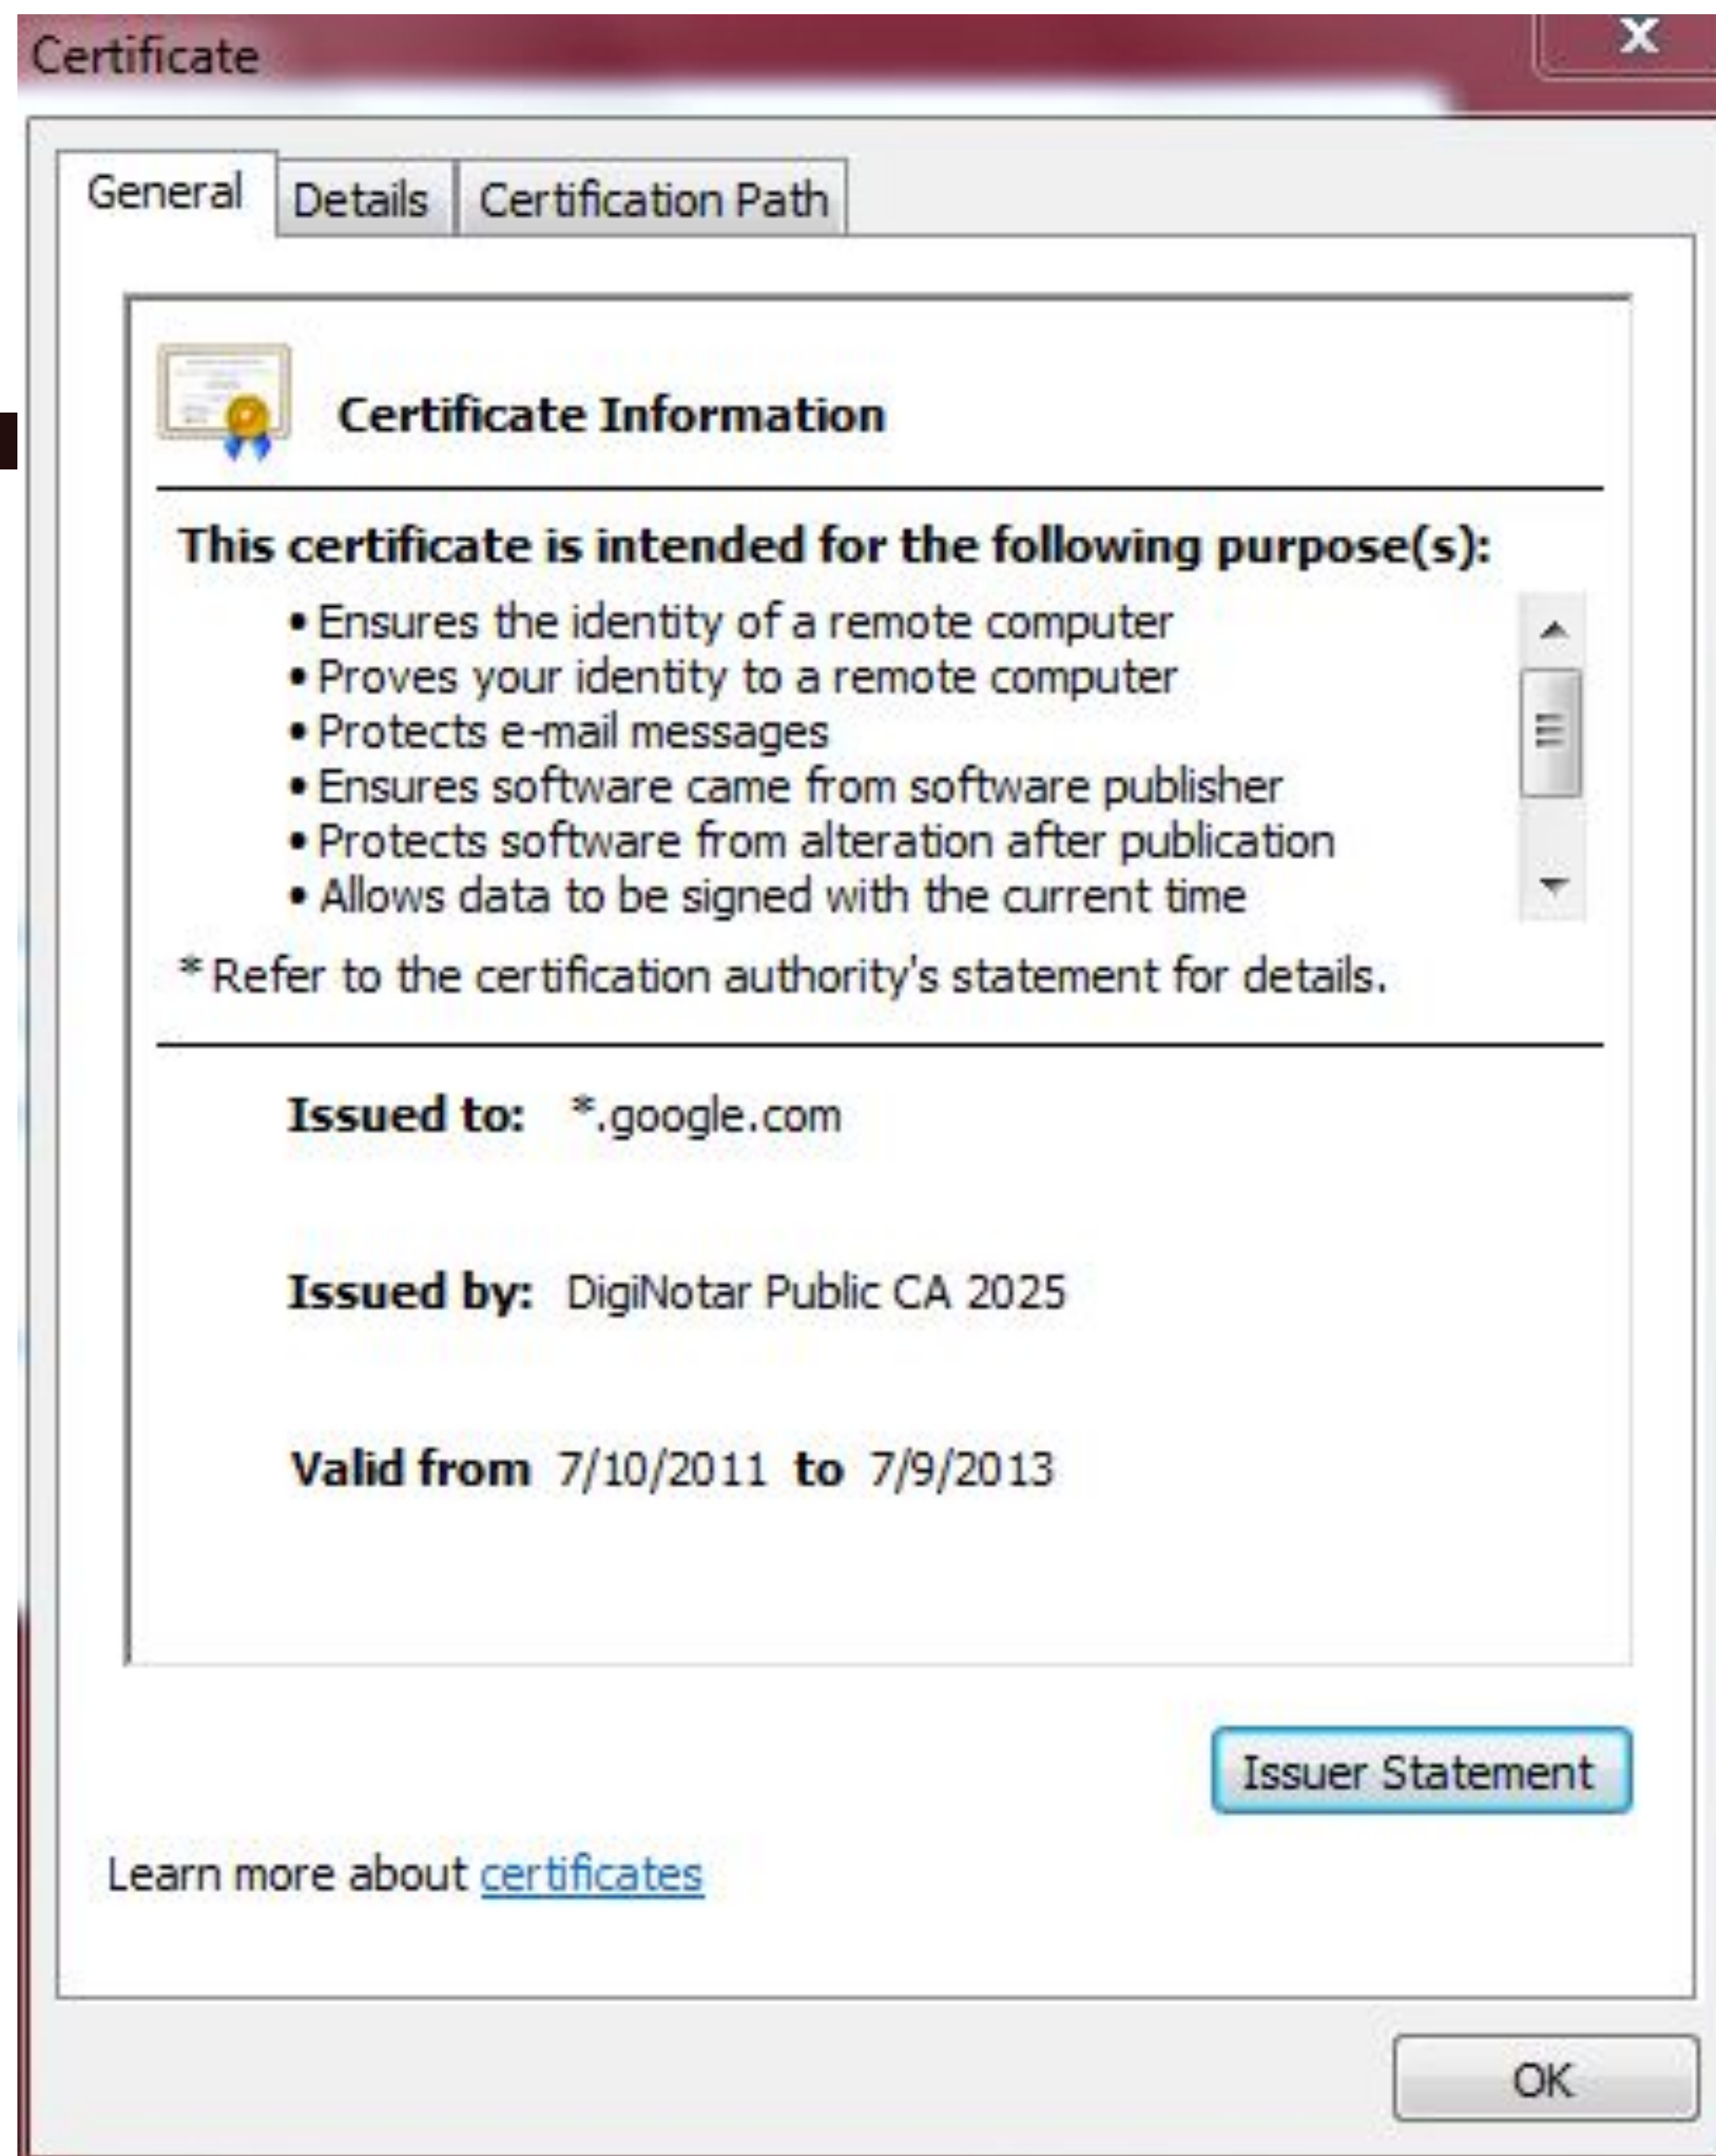 Certificate
X
General Details Certification Path
Certificate Information
This certificate is intended for the following purpose(s):
• Ensures the identity of a remote computer
• Proves your identity to a remote computer
• Protects e-mail messages
• Ensures software came from software publisher
• Protects software from alteration after publication
• Allows data to be signed with the current time
* Refer to the certification authority's statement for details.
Issued to: *.google.com
Issued by: DigiNotar Public CA 2025
Valid from 7/10/2011 to 7/9/2013
Issuer Statement
Learn more about certificates
OK